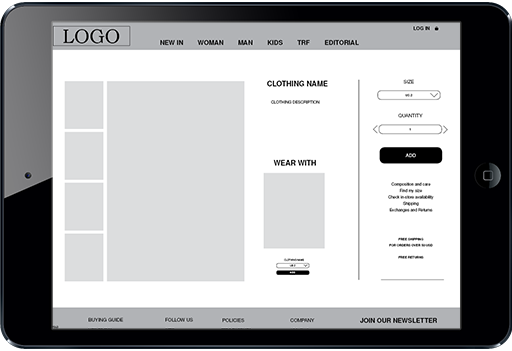 LOGO
LOG IN
NEW IN WOMAN MAN KIDS TRF EDITORIAL
CLOTHING NAME
CLOTHING DESCRIPTION
WEAR WITH
CLOTHING NAME
ADD
SIZE
QUANTITY
1
ADD
Composition and care
Find my size
Check in store availability
Shipping
Exchanges and Returns
FREE SHIPPING
FOR ORDERS OVER 50 USD
FREE RETURNS
BUYING GUIDE FOLLOW US POLICIES COMPANY JOIN OUR NEWSLETTER